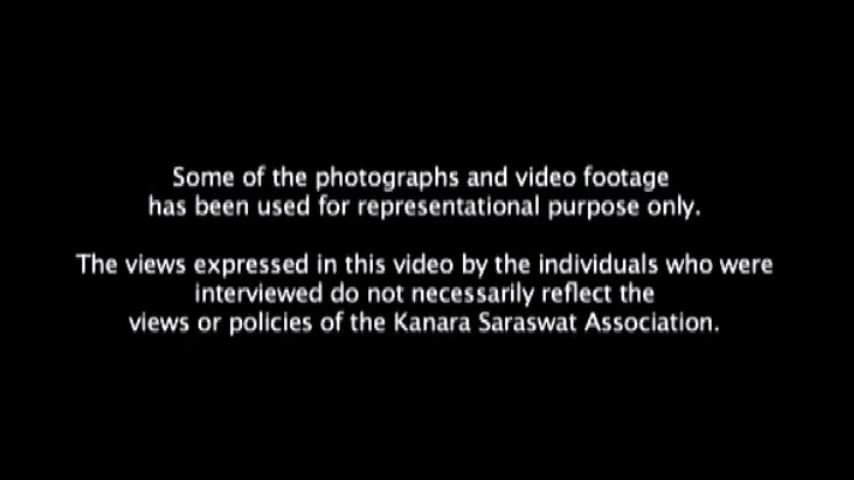 Some of the photographs and video footage
has been used for representational purpose only.
The views expressed in this video by the individuals who were
interviewed do not necessarily reflect the
views or policies of the Kanara Saraswat Association.